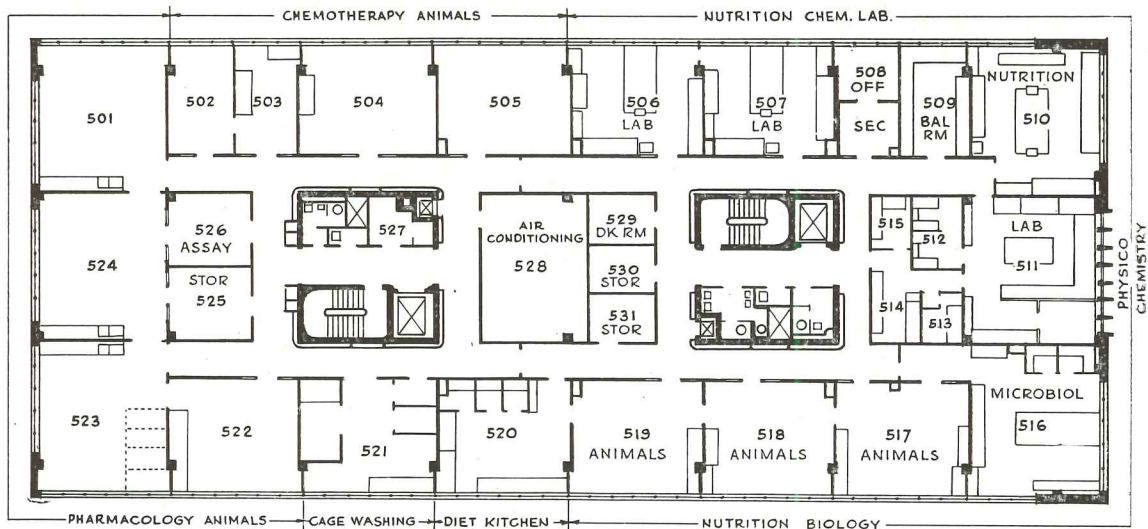 CHEMOTHERAPY ANIMALS
NUTRITION CHEM. LAB.
501
502
503
504
505
506
LAB
507
LAB
508
OFF
SEC
509
BAL
RM
NUTRITION
510
524
526
ASSAY
STOR
525
527
AIR
CONDITIONING
528
529
DK RM
530
STOR
531
STOR
515
512
514
513
LAB
511
PHYSICO
CHEMISTRY
523
522
521
520
519
ANIMALS
518
ANIMALS
517
ANIMALS
MICROBIOL
516
PHARMACOLOGY ANIMALS
CAGE WASHING
DIET KITCHEN
NUTRITION BIOLOGY